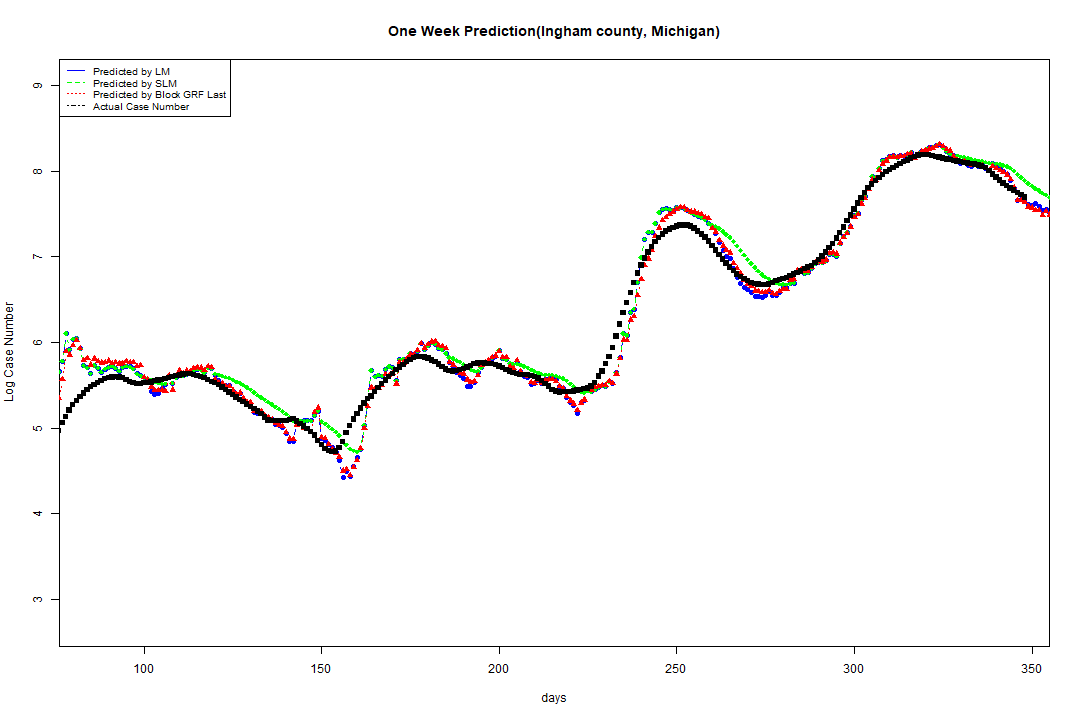 One Week Prediction(Ingham county, Michigan)
Predicted by LM
Predicted by SLM
Predicted by Block GRF Last
Actual Case Number
Log Case Number
9
8
7
6
5
4
3
100 150 200 250 300 350
days